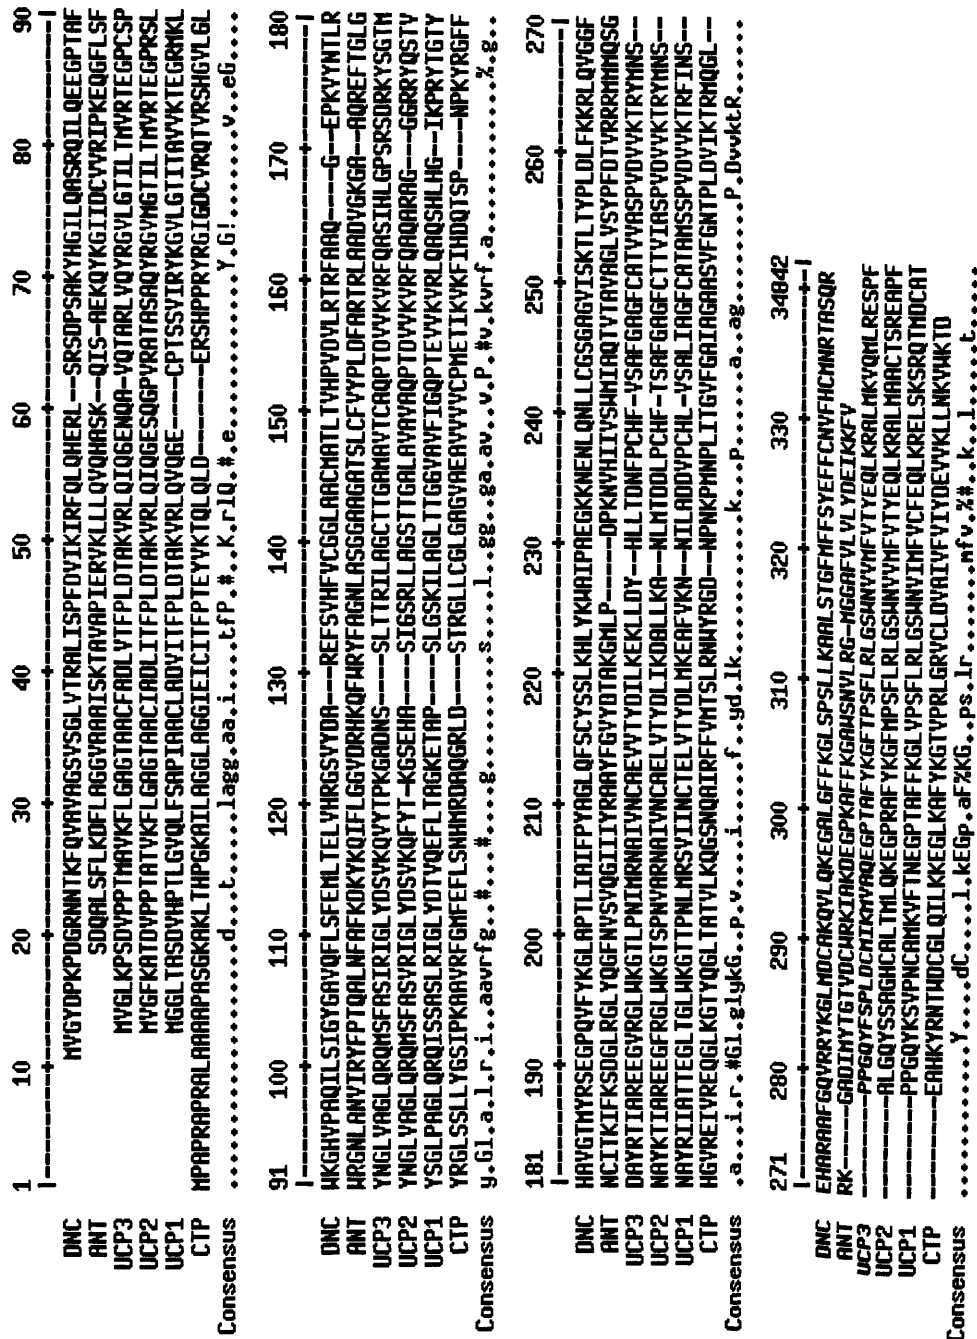 1 10 20 30 40 50 60 70 80 90
|--------+---------+---------+---------+---------+---------+---------+---------+---------|
DNC MVGYDPKPDGRNNTKFQVAVAGSVSGLVTRALISPFDVIKIRFQLQHERL--SRSDPSAKYHGILQASRQILQEEGPTAF
ANT SDQALSFLKDFLAGGVAAAISKTAVAPIERVKLLLQVQHASK--QIS-AEKQYKGIIDCVVRIPKEQGFLSF
UCP3 MVGLKPSDVPPTMAVKFLGAGTAACFADLVTFPLDTAKVRLQIQGENQA-VQTARLVQYRGVLGTILTMVRTEGPCSP
UCP2 MVGFKATDVPPTATVKFLGAGTAACIADLITFPLDTAKVRLQIQGESQGPVRATASAQYRGVMGTILTMVRTEGPRSL
UCP1 MGGLTASDVHPTLGVQLFSAPIAACLADVITFPLDTAKVRLQVQGE----CPTSSVIRYKGVLGTITAVVKTEGRMKL
CTP MPAPRAPRALAAAAPASGKAKLTHPGKAILAGGLAGGIEICITFPTEYVKTQLQLD------ERSHPPRYRGIGDCVRQTVRSHGVLGL
Consensus ....................d...t.......lagg.aa.i....tfP.#..K.rlQ.#.e...........Y.G!........v..eG....
91 100 110 120 130 140 150 160 170 180
|--------+---------+---------+---------+---------+---------+---------+---------+---------|
DNC WKGHVPAQILSIGYGAVQFLSFEMLTELVHRGSVYDA---REFSVHFVCGGLAACMATLTVHPVDVLRTRFAAQ----G--EPKVYNTLR
ANT WRGNLANVIRYFPTQALNFAFKDKYKQIFLGGVDRHKQFWRYFAGNLASGGAAGATSLCFVYPLDFARTRLAADVGKGA--AQREFTGLG
UCP3 YNGLVAGLQRQMSFASIRIGLYDSVKQVYTPKGADNS----SLTTRILAGCTTGAMAVTCAQPTDVVKVRFQASIHLGPSRSDRKYSGTM
UCP2 YNGLVAGLQRQMSFASVRIGLYDSVKQFYT-KGSEHA----SIGSRLLAGSTTGALAVAVAQPTDVVKVRFQAQARAG---GGRRYQSTV
UCP1 YSGLPAGLQRQISSASLRIGLYDTVQEFLTAGKETAP----SLGSKILAGLTTGGVAVFIGQPTEVVKVRLQAQSHLHG--IKPRYTGTY
CTP YRGLSSLLYGSIPKAAVRFGMFEFLSNHMRDAQGRLD----STRGLLCGLGAGVAEAVVVVCPMETIKVKFIHDQTSP----NPKYRGFF
Consensus y.Gl.a.l.r.i..aavrfg..#....#....g.........s....l..gg..ga.av...v.P.#v.kvrf.a............%.g..
181 190 200 210 220 230 240 250 260 270
|--------+---------+---------+---------+---------+---------+---------+---------+---------|
DNC HAVGTMYRSEGPQVFYKGLAPTLIAIFPYAGLQFSCYSSLKHLYKWAIPAEGKKNENLQNLLCGSGAGVISKTLTYPLDLFKKRLQVGGF
ANT NCITKIFKSDGLRGLYQGFNVSVQGIIIYRAAYFGVYDTAKGMLP-----DPKNVHIIVSWMIAQTVTAVAGLVSYPFDTVRRRMMMQSG
UCP3 DAYRTIAREEGVRGLWKGTLPNIMRNAIVNCAEVVTYDILKEKLLDY--HLLTDNFPCHF-VSAFGAGFCATVVASPVDVVKTRYMNS--
UCP2 NAYKTIAREEGFRGLWKGTSPNVARNAIVNCAELVTYDLIKDALLKA--NLMTDDLPCHF-TSAFGAGFCTTVIASPVDVVKTRYMNS--
UCP1 NAYRIIATTEGLTGLWKGTTPNLMRSVIINCTELVTYDLMKEAFVKN--NILADDVPCHL-VSALIAGFCATAMSSPVDVVKTRFINS--
CTP HGVREIVREQGLKGTYQGLTATVLKQGSNQAIRFFVMTSLRNWYRGD--NPNKPMNPLITGVFGAIAGAASVFGNTPLDVIKTRMQGL--
Consensus .a...i.r.#Gl.glykG..p.v....i.....f..yd.lk.............k...p......a..ag.......P.DvvktR.....
271 280 290 300 310 320 330 34842
|--------+---------+---------+---------+---------+---------+---------|
DNC EHARAAFGQVRRYKGLMDCAKQVLQKEGALGFFKGLSPSLLKAALSTGFMFFSYEFFCNVFHCMNRTASQR
ANT RK----GADIMYTGTVDCWRKIAKDEGPKAFFKGAWSNVLRG-MGGAFVLVLYDEIKKFV
UCP3 -------PPGQYFSPLDCMIKMVAQEGPTAFYKGFTPSFLRLGSWNVVMFVTYEQLKRALMKVQMLRESPF
UCP2 -------ALGQYSSAGHCALTMLQKEGPRAFYKGFMPSFLRLGSWNVVMFVTYEQLKRALMAACTSREAPF
UCP1 -------PPGQYKSVPNCAMKVFTNEGPTAFFKGLVPSFLRLGSWNVIMFVCFEQLKRELSKSRQTMDCAT
CTP -------EAHKYRNTWDCGLQILKKEGLKAFYKGTVPRLGRVCLDVAIVFVIYDEVVKLLNKVWKTD
Consensus ...........Y....dC...l.kEGp.aF%KG..ps.lr.......mfv.%#..k..l.....t.....